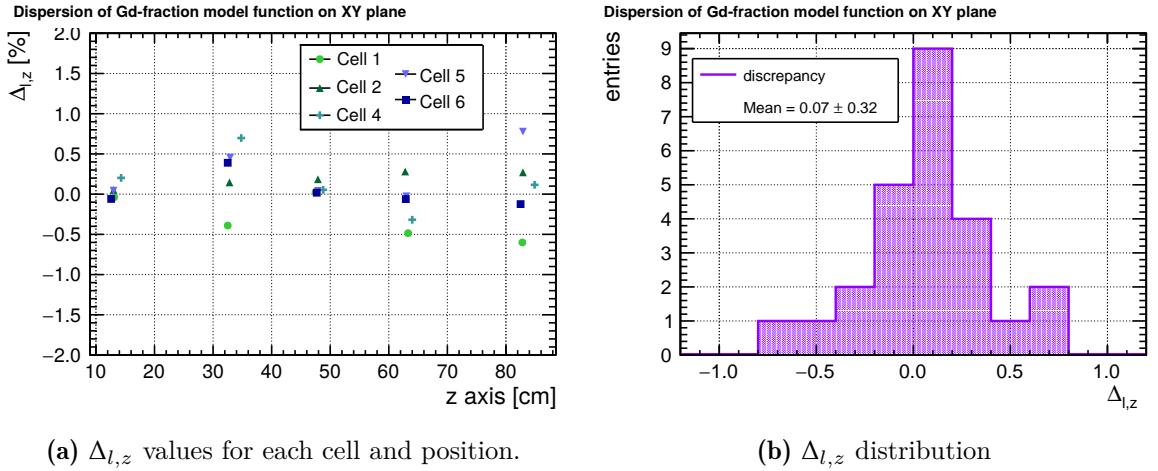 Dispersion of Gd-fraction model function on XY plane
Δl,z [%]
2.0
1.5
1.0
0.5
0.0
−0.5
−1.0
−1.5
−2.0
10 20 30 40 50 60 70 80
z axis [cm]
Cell 1
Cell 2
Cell 4
Cell 5
Cell 6
(a) Δl,z values for each cell and position.
Dispersion of Gd-fraction model function on XY plane
entries
9
8
7
6
5
4
3
2
1
0
−1.0 −0.5 0.0 0.5 1.0
Δl,z
discrepancy
Mean = 0.07 ± 0.32
(b) Δl,z distribution